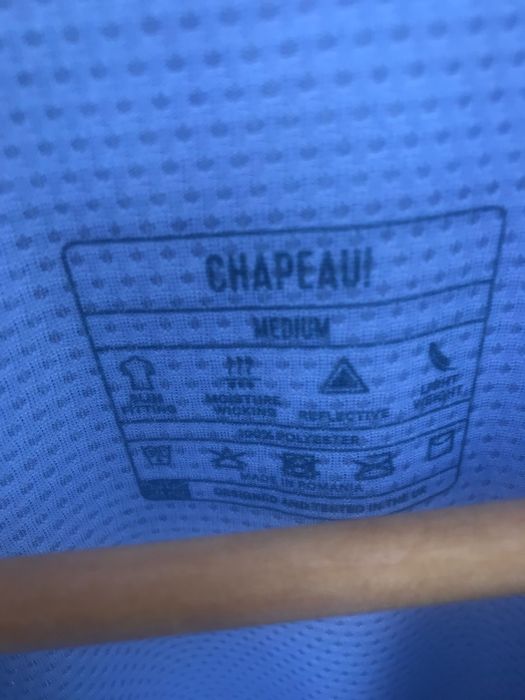 CHAPEAU!
MEDIUM
SLIM MOISTURE REFLECTIVE LIGHT
FITTING WICKING WEIGHT
100% POLYESTER
MADE IN ROMANIA
DESIGNED AND TESTED IN THE UK